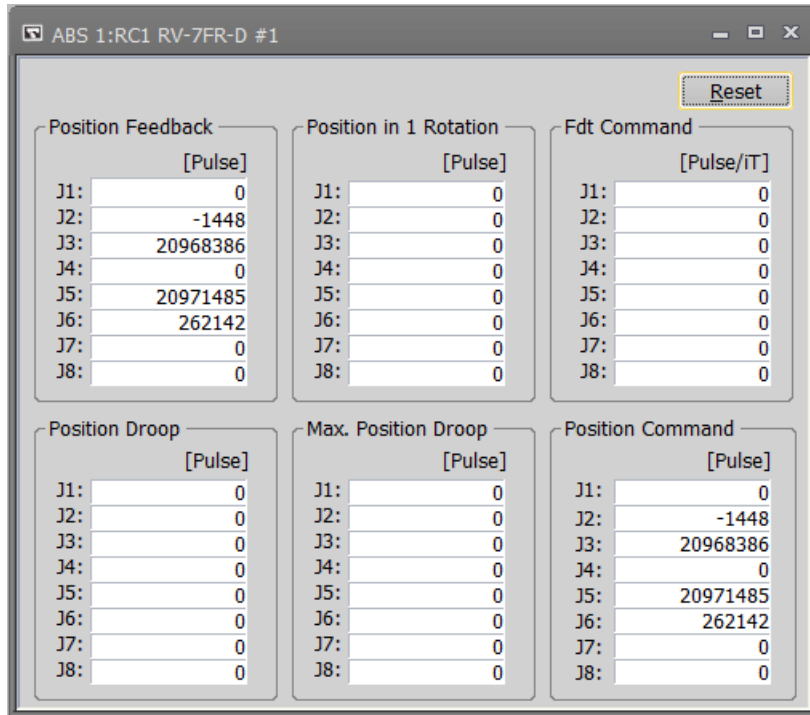 ABS 1:RC1 RV-7FR-D #1
Reset
Position Feedback
[Pulse]
J1: 0
J2: -1448
J3: 20968386
J4: 0
J5: 20971485
J6: 262142
J7: 0
J8: 0
Position in 1 Rotation
[Pulse]
J1: 0
J2: 0
J3: 0
J4: 0
J5: 0
J6: 0
J7: 0
J8: 0
Fdt Command
[Pulse/iT]
J1: 0
J2: 0
J3: 0
J4: 0
J5: 0
J6: 0
J7: 0
J8: 0
Position Droop
[Pulse]
J1: 0
J2: 0
J3: 0
J4: 0
J5: 0
J6: 0
J7: 0
J8: 0
Max. Position Droop
[Pulse]
J1: 0
J2: 0
J3: 0
J4: 0
J5: 0
J6: 0
J7: 0
J8: 0
Position Command
[Pulse]
J1: 0
J2: -1448
J3: 20968386
J4: 0
J5: 20971485
J6: 262142
J7: 0
J8: 0